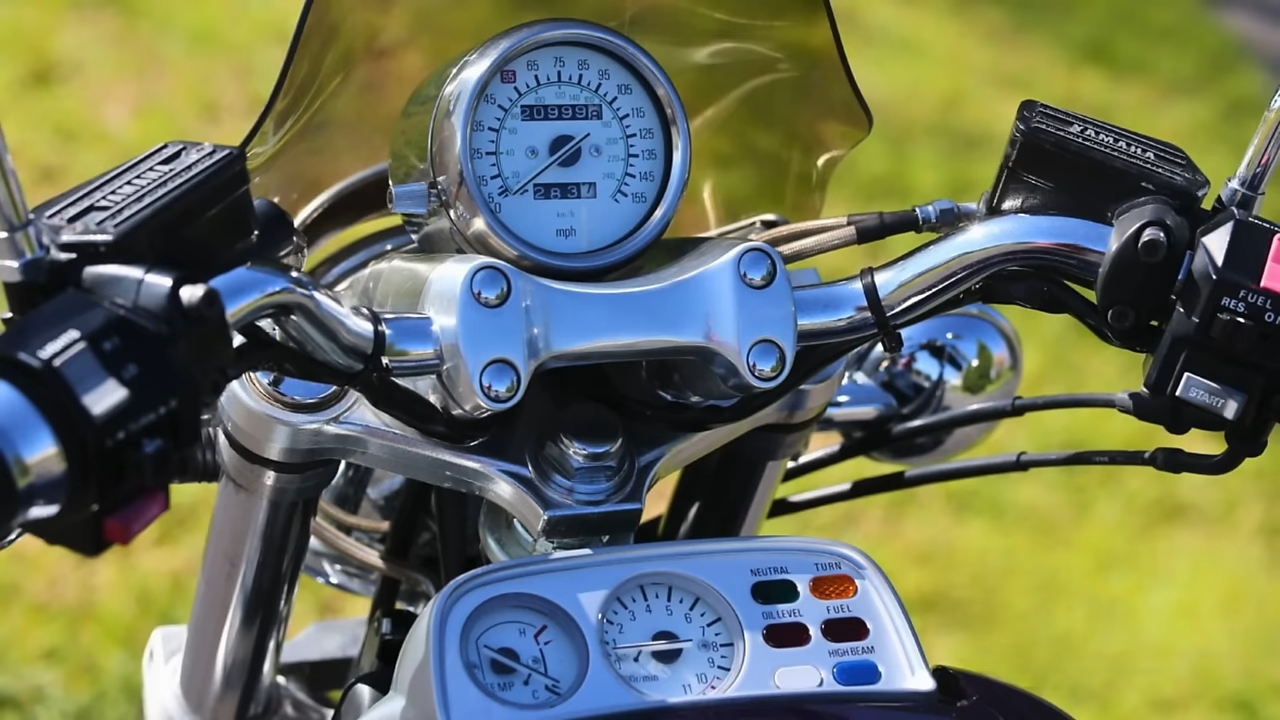 55 65 75 85 95 105 115 125 135 145 155
45 35 25 15 5 0
20999
2837
km/h
mph
YAMAHA
YAMAHA
FUEL
RES.
START
NEUTRAL
TURN
OIL LEVEL
FUEL
HIGH BEAM
H
TEMP
C
1 2 3 4 5 6 7 8 9 10 11
r/min